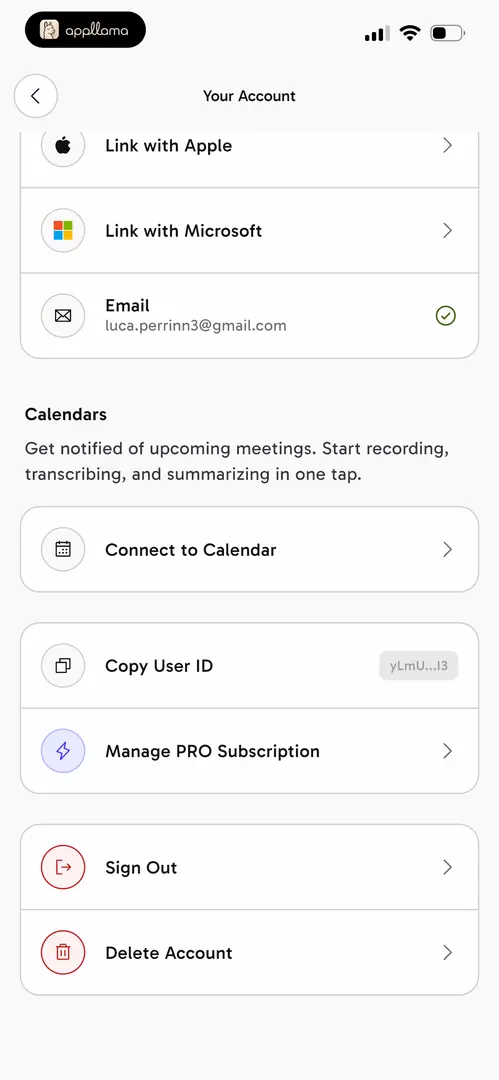 appllama
Your Account
Link with Apple
Link with Microsoft
Email
luca.perrinn3@gmail.com
Calendars
Get notified of upcoming meetings. Start recording,
transcribing, and summarizing in one tap.
Connect to Calendar
Copy User ID
yLmU...l3
Manage PRO Subscription
Sign Out
Delete Account